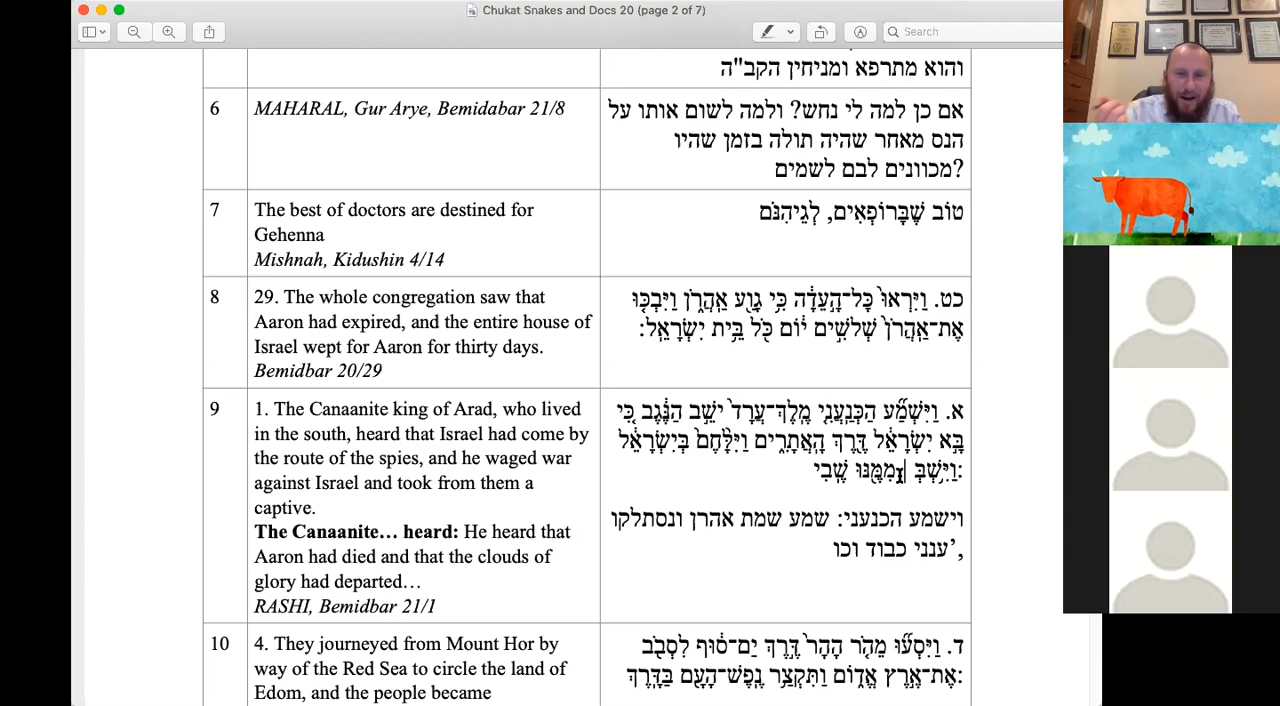 Chukat Snakes and Docs 20 (page 2 of 7)
Search
והוא מתרפא ומניחין הקב"ה
6
MAHARAL, Gur Arye, Bemidabar 21/8
אם כן למה לי נחש? ולמה לשום אותו על
הנס מאחר שהיה תולה בזמן שהיו
?מכוונים לבם לשמים
7
The best of doctors are destined for
Gehenna
Mishnah, Kidushin 4/14
טוֹב שֶׁבָּרוֹפְאִים, לְגֵיהִנֹּם
8
29. The whole congregation saw that
Aaron had expired, and the entire house of
Israel wept for Aaron for thirty days.
Bemidbar 20/29
כט. וַיִּרְאוּ֙ כָּל־הָ֣עֵדָ֔ה כִּ֥י גָוַ֖ע אַֽהֲרֹ֑ן וַיִּבְכּ֤וּ
אֶת־אַֽהֲרֹן֙ שְׁלשִׁ֣ים י֔וֹם כֹּ֖ל בֵּ֥ית יִשְׂרָאֵֽל:
9
1. The Canaanite king of Arad, who lived
in the south, heard that Israel had come by
the route of the spies, and he waged war
against Israel and took from them a
captive.
The Canaanite… heard: He heard that
Aaron had died and that the clouds of
glory had departed…
RASHI, Bemidbar 21/1
א. וַיִּשְׁמַ֞ע הַכְּנַֽעֲנִ֤י מֶֽלֶךְ־עֲרָד֙ ישֵׁ֣ב הַנֶּ֔גֶב כִּ֚י
בָּ֣א יִשְׂרָאֵ֔ל דֶּ֖רֶךְ הָֽאֲתָרִ֑ים וַיִּלָּ֨חֶם֙ בְּיִשְׂרָאֵ֔ל
:וַיִּ֥שְׁבְּ מִמֶּ֖נּוּ שֶֽׁבִי
וישמע הכנעני: שמע שמת אהרן ונסתלקו
,ענני כבוד וכו'
10
4. They journeyed from Mount Hor by
way of the Red Sea to circle the land of
Edom, and the people became
ד. וַיִּסְע֞וּ מֵהֹ֤ר הָהָר֙ דֶּ֣רֶךְ יַם־ס֔וּף לִסְבֹ֖ב
:אֶת־אֶ֣רֶץ אֱד֑וֹם וַתִּקְצַ֥ר נֶֽפֶשׁ־הָעָ֖ם בַּדָּֽרֶךְ